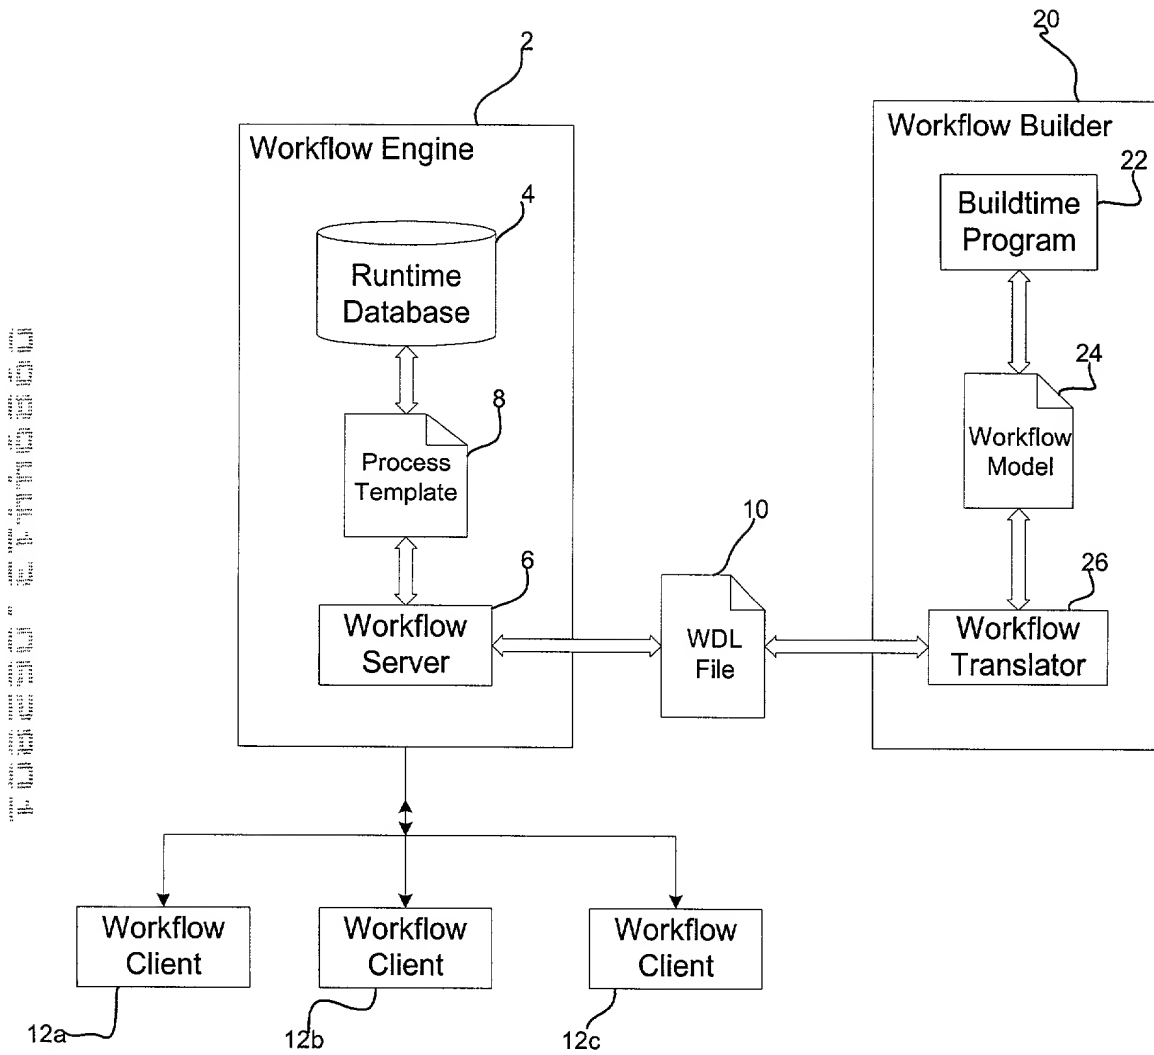 2
20
Workflow Engine
Workflow Builder
4
22
Runtime
Database
Buildtime
Program
8
24
Process
Template
Workflow
Model
10
6
26
Workflow
Server
WDL
File
Workflow
Translator
Workflow
Client
Workflow
Client
Workflow
Client
12a
12b
12c